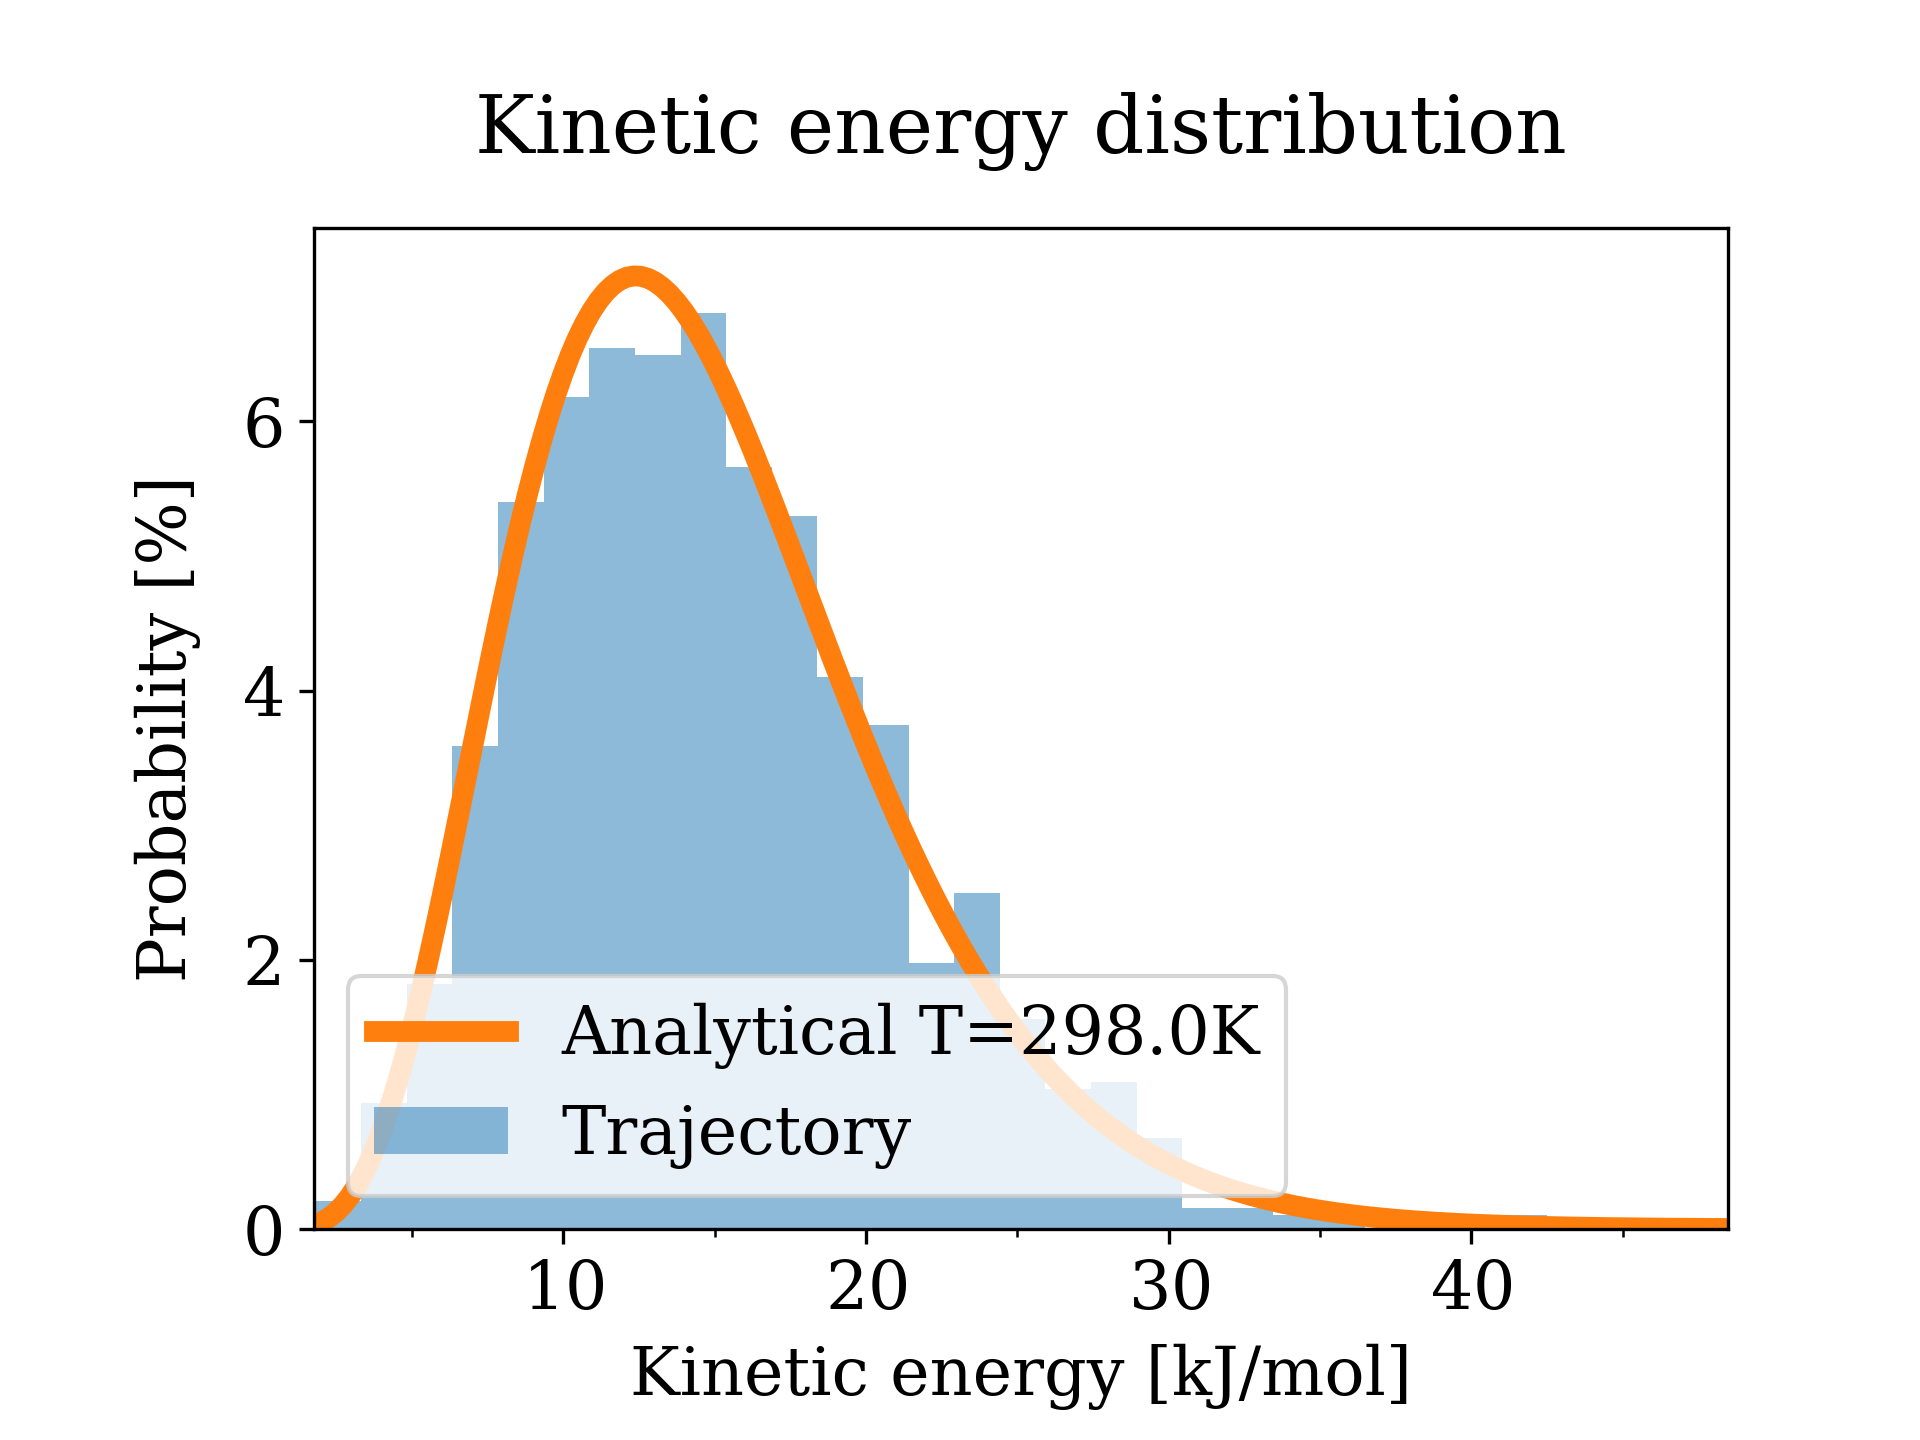 Kinetic energy distribution
Probability [%]
6
4
2
0
Analytical T=298.0K
Trajectory
10 20 30 40
Kinetic energy [kJ/mol]